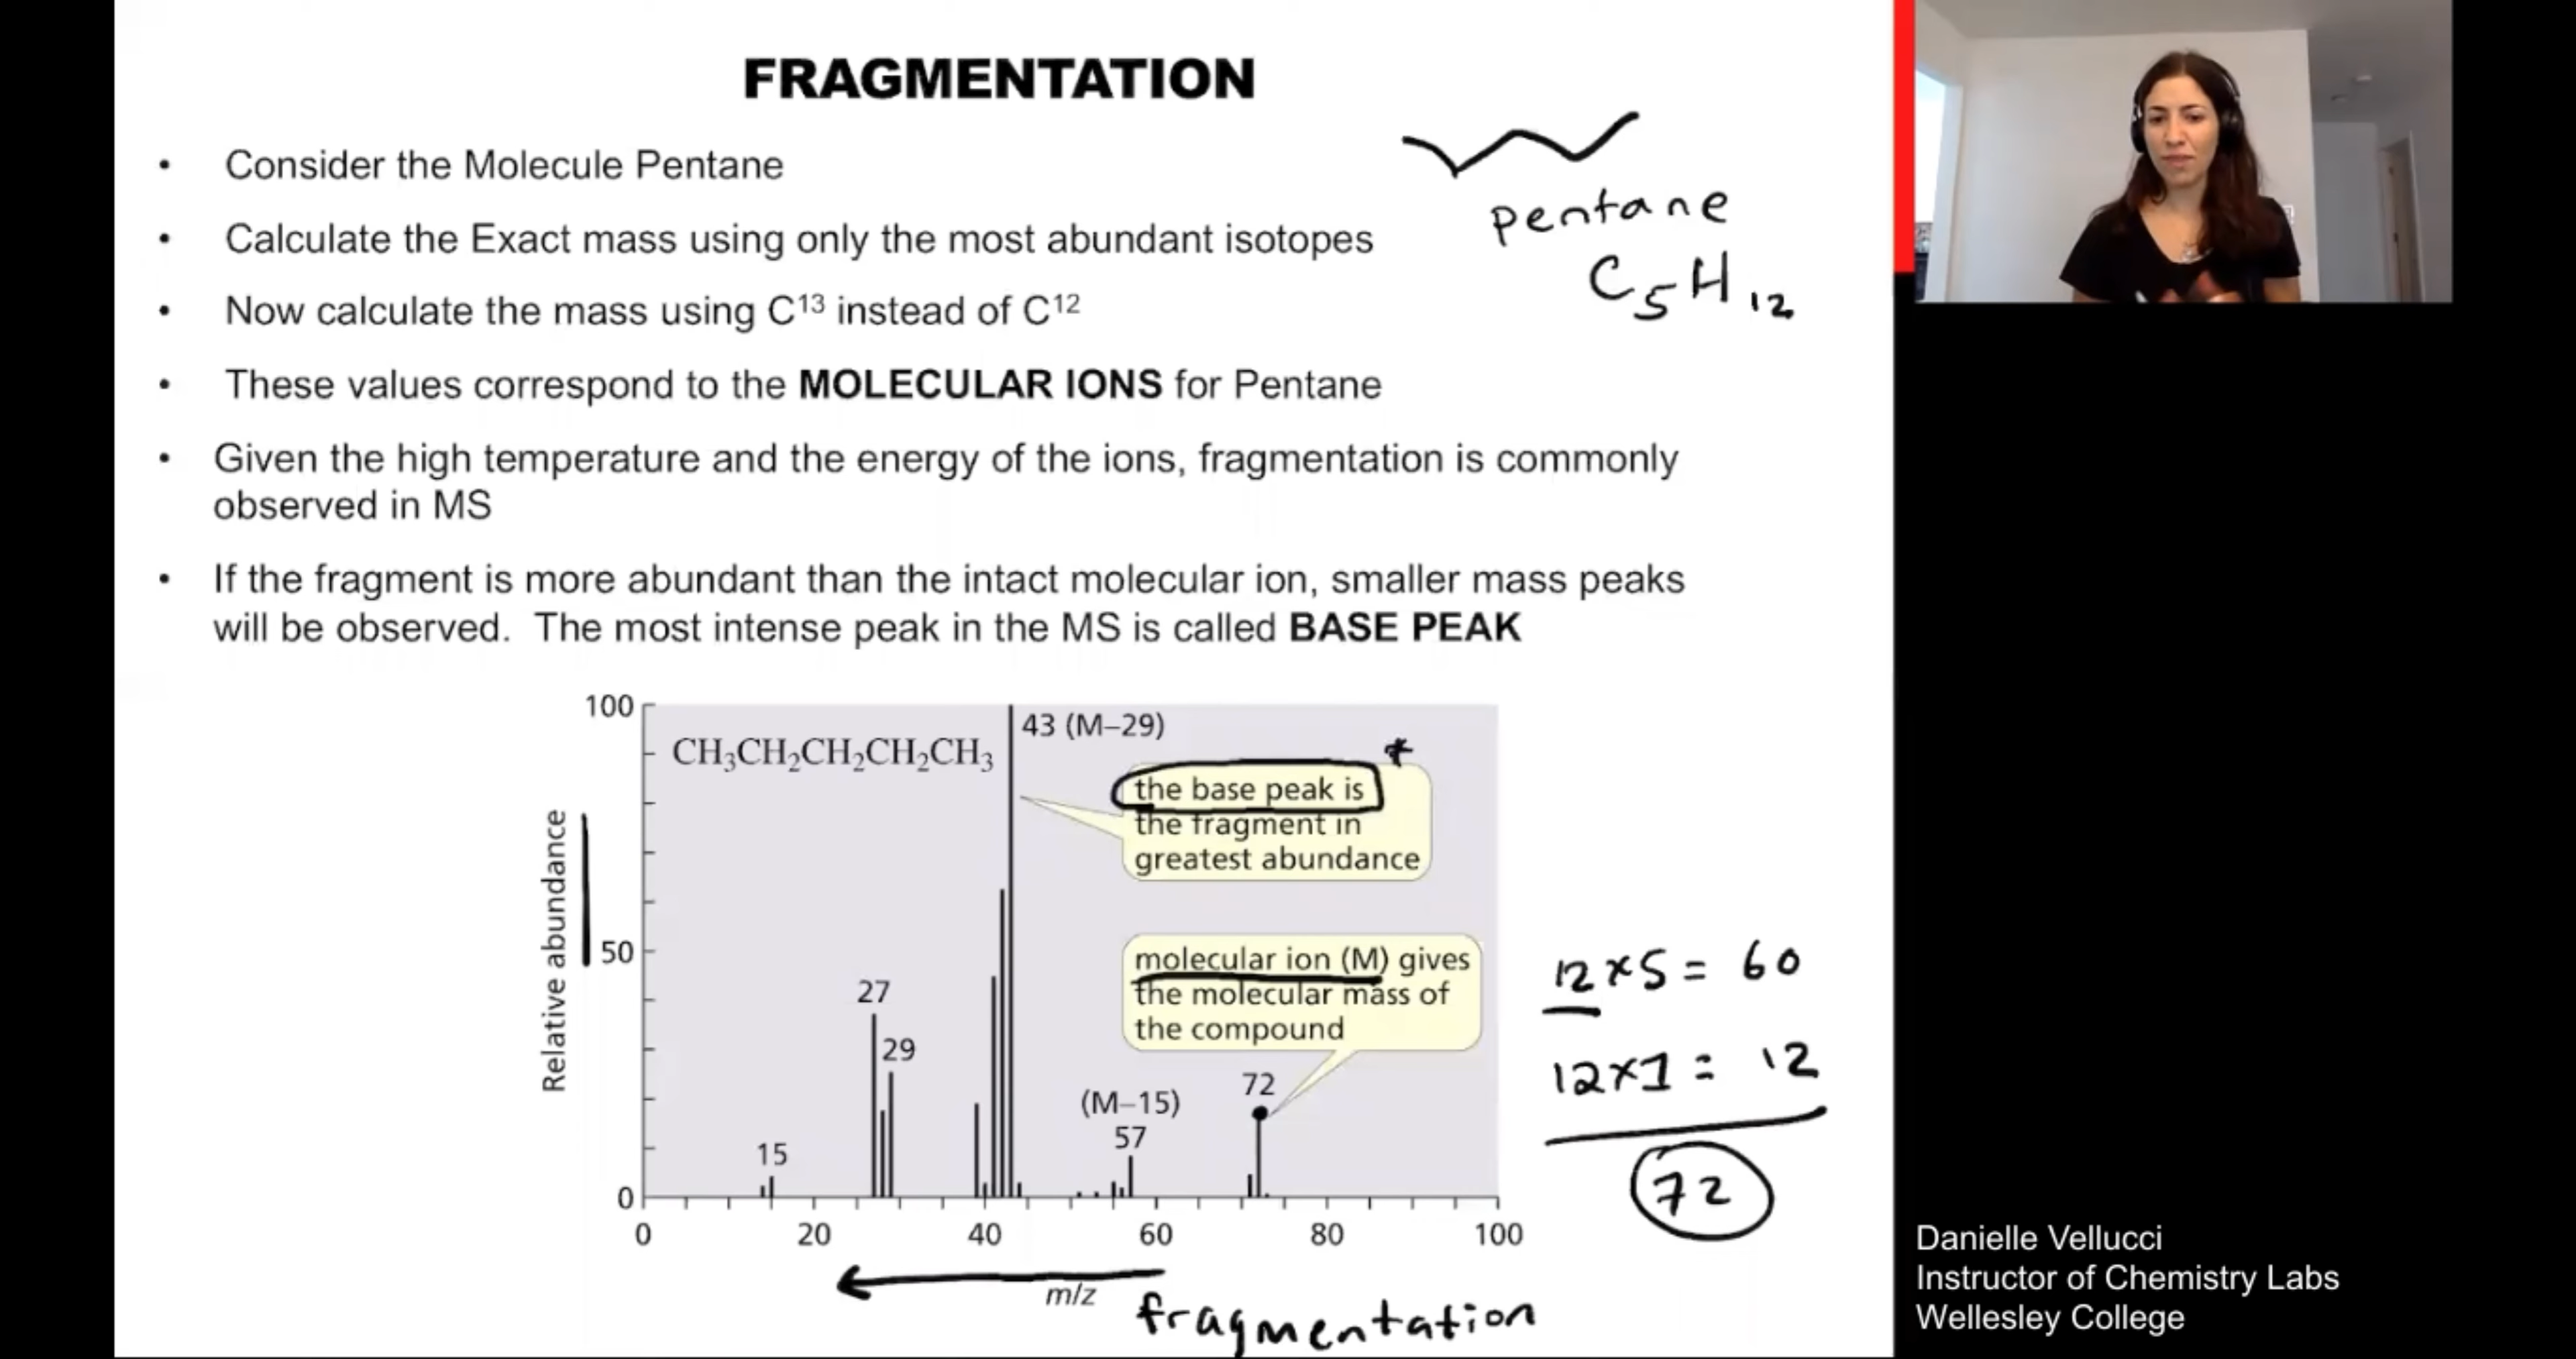 FRAGMENTATION
• Consider the Molecule Pentane
• Calculate the Exact mass using only the most abundant isotopes
• Now calculate the mass using C¹³ instead of C¹²
• These values correspond to the MOLECULAR IONS for Pentane
• Given the high temperature and the energy of the ions, fragmentation is commonly
observed in MS
• If the fragment is more abundant than the intact molecular ion, smaller mass peaks
will be observed. The most intense peak in the MS is called BASE PEAK
pentane
C₅H₁₂
100
50
0
Relative abundance
CH₃CH₂CH₂CH₂CH₃
43 (M–29)
the base peak is
the fragment in
greatest abundance
*
molecular ion (M) gives
the molecular mass of
the compound
27
29
15
(M–15)
57
72
0 20 40 60 80 100
m/z
fragmentation
12x5 = 60
12x1 = 12
72
Danielle Vellucci
Instructor of Chemistry Labs
Wellesley College